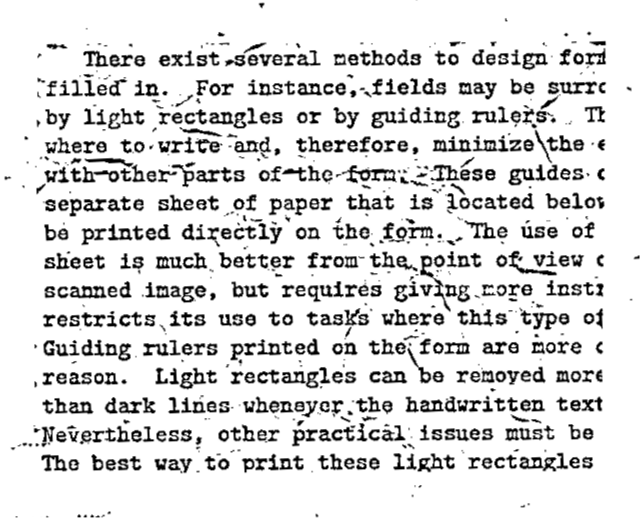 There exist several methods to design form
filled in. For instance, fields may be surro
by light rectangles or by guiding rulers. Th
where to write and, therefore, minimize the e
with other parts of the form. These guides c
separate sheet of paper that is located below
be printed directly on the form. The use of
sheet is much better from the point of view o
scanned image, but requires giving more instr
restricts its use to tasks where this type of
Guiding rulers printed on the form are more c
reason. Light rectangles can be removed more
than dark lines whenever the handwritten text
Nevertheless, other practical issues must be
The best way to print these light rectangles